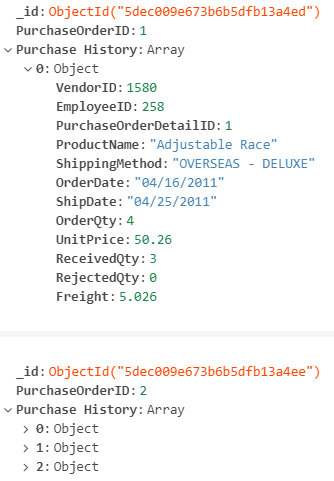 _id: ObjectId("5dec009e673b6b5dfb13a4ed")
PurchaseOrderID: 1
Purchase History: Array
0: Object
VendorID: 1580
EmployeeID: 258
PurchaseOrderDetailID: 1
ProductName: "Adjustable Race"
ShippingMethod: "OVERSEAS - DELUXE"
OrderDate: "04/16/2011"
ShipDate: "04/25/2011"
OrderQty: 4
UnitPrice: 50.26
ReceivedQty: 3
RejectedQty: 0
Freight: 5.026
_id: ObjectId("5dec009e673b6b5dfb13a4ee")
PurchaseOrderID: 2
Purchase History: Array
0: Object
1: Object
2: Object